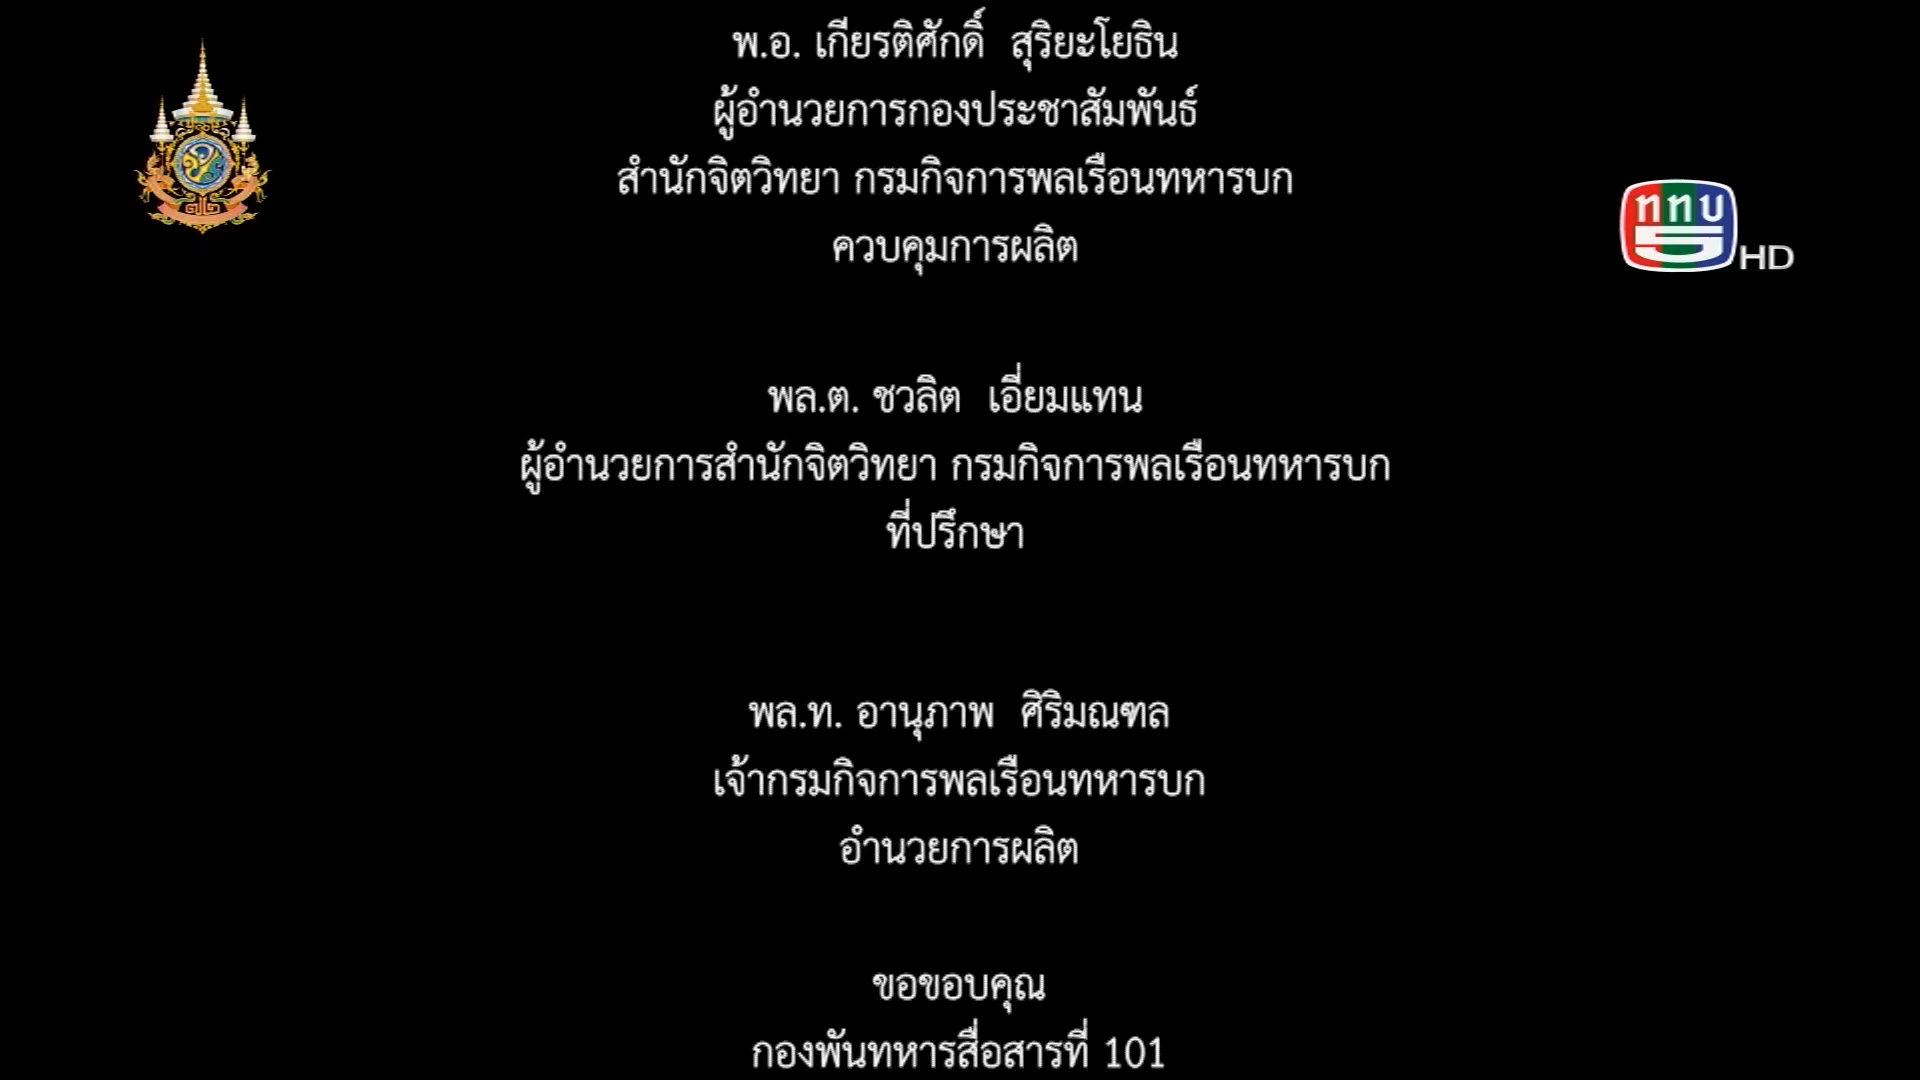 พ.อ. เกียรติศักดิ์ สุริยะโยธิน
ผู้อำนวยการกองประชาสัมพันธ์
สำนักจิตวิทยา กรมกิจการพลเรือนทหารบก
ควบคุมการผลิต
ททบ
5
HD
พล.ต. ชวลิต เอี่ยมแทน
ผู้อำนวยการสำนักจิตวิทยา กรมกิจการพลเรือนทหารบก
ที่ปรึกษา
พล.ท. อานุภาพ ศิริมณฑล
เจ้ากรมกิจการพลเรือนทหารบก
อำนวยการผลิต
ขอขอบคุณ
กองพันทหารสื่อสารที่ 101